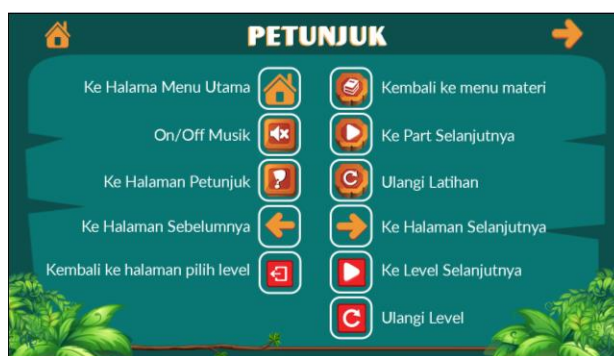 PETUNJUK
Ke Halama Menu Utama
On/Off Musik
Ke Halaman Petunjuk
Ke Halaman Sebelumnya
Kembali ke halaman pilih level
Kembali ke menu materi
Ke Part Selanjutnya
Ulangi Latihan
Ke Halaman Selanjutnya
Ke Level Selanjutnya
Ulangi Level